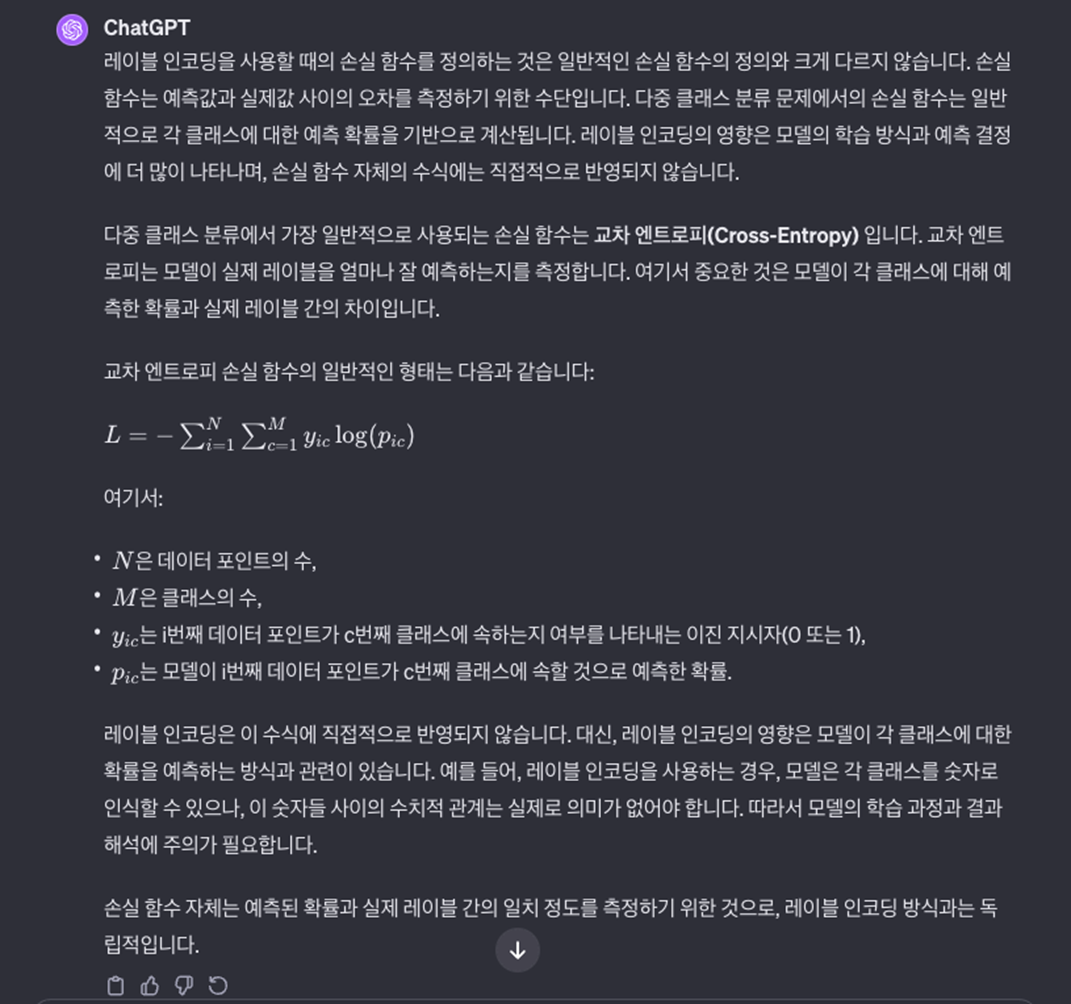 ChatGPT
레이블 인코딩을 사용할 때의 손실 함수를 정의하는 것은 일반적인 손실 함수의 정의와 크게 다르지 않습니다. 손실
함수는 예측값과 실제값 사이의 오차를 측정하기 위한 수단입니다. 다중 클래스 분류 문제에서의 손실 함수는 일반
적으로 각 클래스에 대한 예측 확률을 기반으로 계산됩니다. 레이블 인코딩의 영향은 모델의 학습 방식과 예측 결정
에 더 많이 나타나며, 손실 함수 자체의 수식에는 직접적으로 반영되지 않습니다.
다중 클래스 분류에서 가장 일반적으로 사용되는 손실 함수는 교차 엔트로피(Cross-Entropy) 입니다. 교차 엔트
로피는 모델이 실제 레이블을 얼마나 잘 예측하는지를 측정합니다. 여기서 중요한 것은 모델이 각 클래스에 대해 예
측한 확률과 실제 레이블 간의 차이입니다.
교차 엔트로피 손실 함수의 일반적인 형태는 다음과 같습니다:
L = − ∑_{i=1}^{N} ∑_{c=1}^{M} y_{ic} log(p_{ic})
여기서:
• N은 데이터 포인트의 수,
• M은 클래스의 수,
• y_{ic}는 i번째 데이터 포인트가 c번째 클래스에 속하는지 여부를 나타내는 이진 지시자(0 또는 1),
• p_{ic}는 모델이 i번째 데이터 포인트가 c번째 클래스에 속할 것으로 예측한 확률.
레이블 인코딩은 이 수식에 직접적으로 반영되지 않습니다. 대신, 레이블 인코딩의 영향은 모델이 각 클래스에 대한
확률을 예측하는 방식과 관련이 있습니다. 예를 들어, 레이블 인코딩을 사용하는 경우, 모델은 각 클래스를 숫자로
인식할 수 있으나, 이 숫자들 사이의 수치적 관계는 실제로 의미가 없어야 합니다. 따라서 모델의 학습 과정과 결과
해석에 주의가 필요합니다.
손실 함수 자체는 예측된 확률과 실제 레이블 간의 일치 정도를 측정하기 위한 것으로, 레이블 인코딩 방식과는 독
립적입니다.